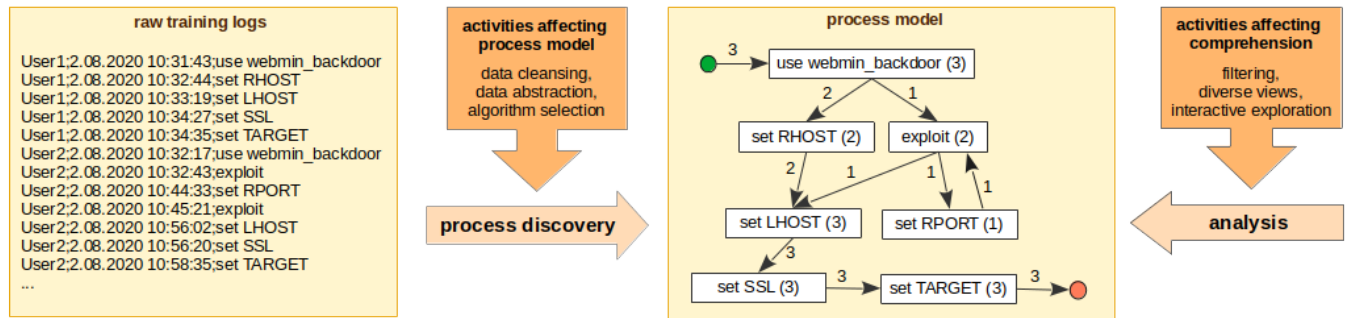 raw training logs
User1;2.08.2020 10:31:43;use webmin_backdoor
User1;2.08.2020 10:32:44;set RHOST
User1;2.08.2020 10:33:19;set LHOST
User1;2.08.2020 10:34:27;set SSL
User1;2.08.2020 10:34:35;set TARGET
User2;2.08.2020 10:32:17;use webmin_backdoor
User2;2.08.2020 10:32:43;exploit
User2;2.08.2020 10:44:33;set RPORT
User2;2.08.2020 10:45:21;exploit
User2;2.08.2020 10:56:02;set LHOST
User2;2.08.2020 10:56:20;set SSL
User2;2.08.2020 10:58:35;set TARGET
...
activities affecting
process model
data cleansing,
data abstraction,
algorithm selection
process discovery
process model
3
use webmin_backdoor (3)
2
1
set RHOST (2)
exploit (2)
2
1
1
1
set LHOST (3)
set RPORT (1)
3
set SSL (3)
3
set TARGET (3)
3
activities affecting
comprehension
filtering,
diverse views,
interactive exploration
analysis